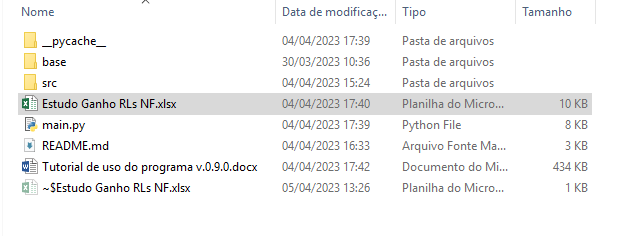 Nome Data de modificaç... Tipo Tamanho
__pycache__ 04/04/2023 17:39 Pasta de arquivos
base 30/03/2023 10:36 Pasta de arquivos
src 04/04/2023 15:24 Pasta de arquivos
Estudo Ganho RLs NF.xlsx 04/04/2023 17:40 Planilha do Micro... 10 KB
main.py 04/04/2023 17:39 Python File 8 KB
README.md 04/04/2023 16:33 Arquivo Fonte Ma... 3 KB
Tutorial de uso do programa v.0.9.0.docx 04/04/2023 17:42 Documento do Mi... 434 KB
~$Estudo Ganho RLs NF.xlsx 05/04/2023 13:26 Planilha do Micro... 1 KB